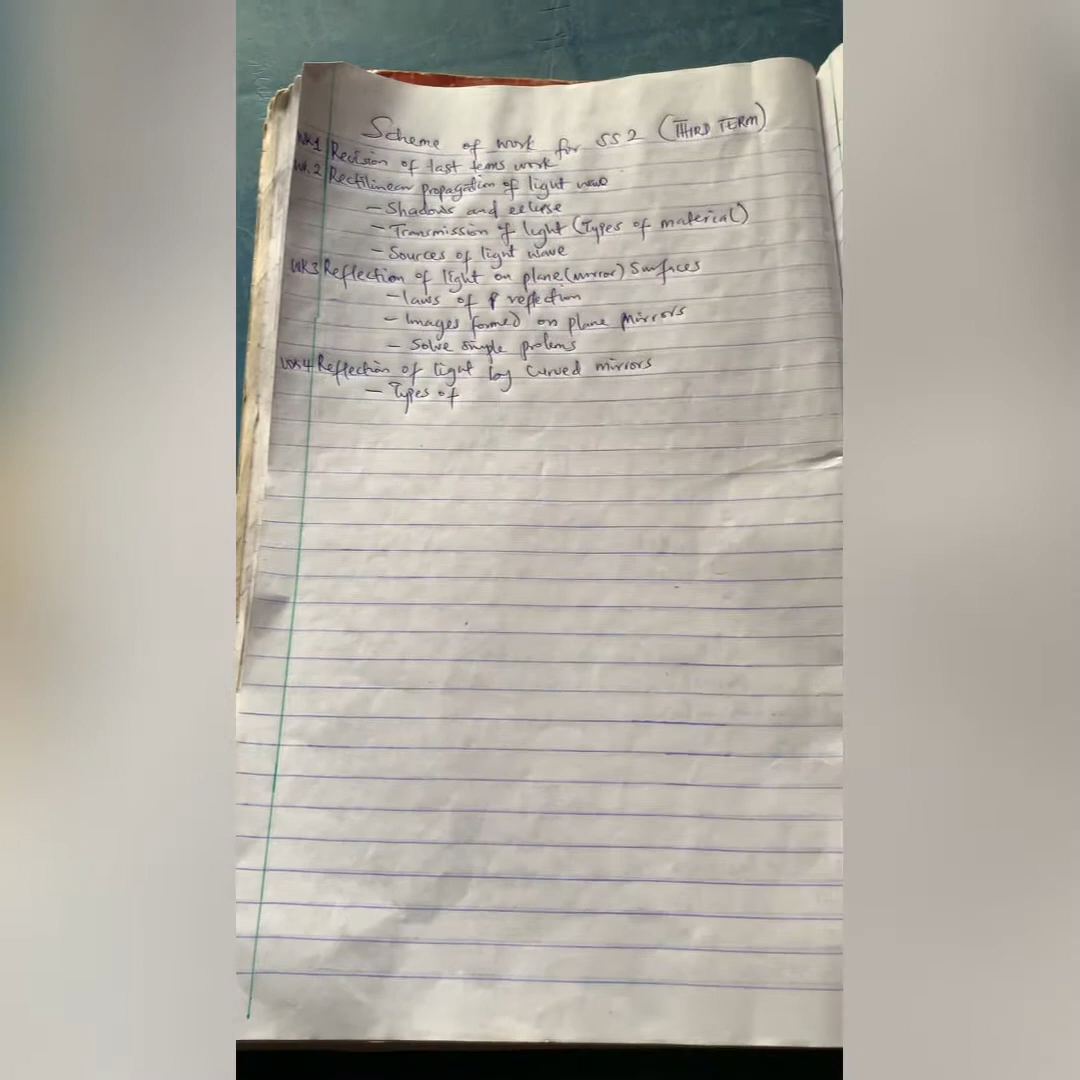 Scheme of work for SS2 (THIRD TERM)
WK1 Revision of last terms work
WK.2 Rectilinear propagation of light wave
- Shadows and eclipse
- Transmission of light (Types of material)
- Sources of light wave
WK3 Reflection of light on plane (mirror) Surfaces
- laws of reflection
- Images formed on plane mirrors
- Solve simple prolems
WK4 Reflection of light by Curved mirrors
- Types of